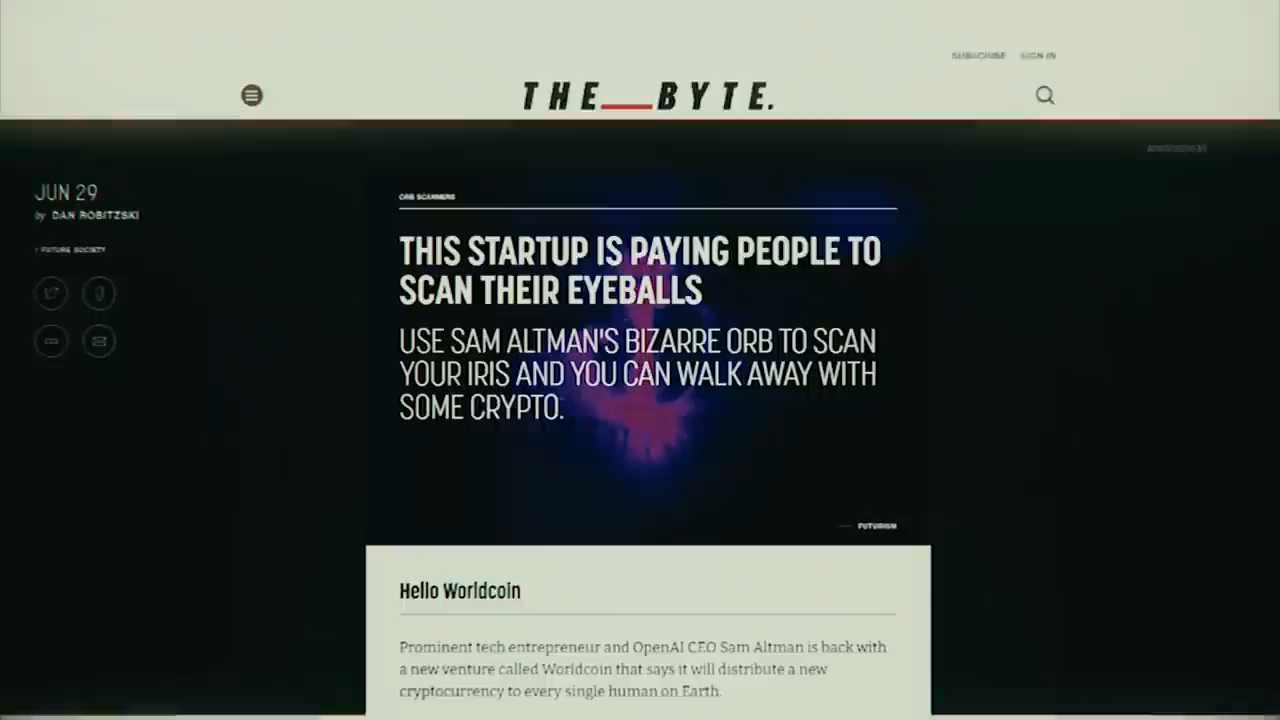 SUBSCRIBE SIGN IN
THE__BYTE.
ADVERTISEMENT
JUN 29
by DAN ROBITZSKI
/ FUTURE SOCIETY
ORB SCANNERS
THIS STARTUP IS PAYING PEOPLE TO
SCAN THEIR EYEBALLS
USE SAM ALTMAN'S BIZARRE ORB TO SCAN
YOUR IRIS AND YOU CAN WALK AWAY WITH
SOME CRYPTO.
FUTURISM
Hello Worldcoin
Prominent tech entrepreneur and OpenAI CEO Sam Altman is back with
a new venture called Worldcoin that says it will distribute a new
cryptocurrency to every single human on Earth.